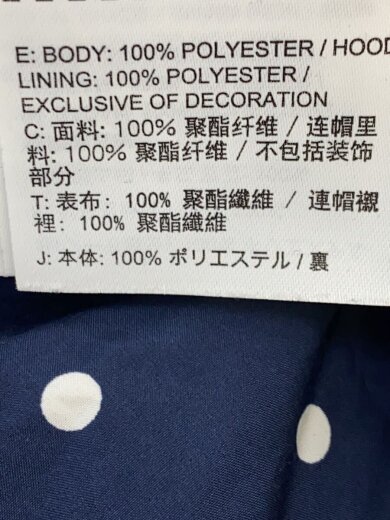 E: BODY: 100% POLYESTER / HOOD
LINING: 100% POLYESTER /
EXCLUSIVE OF DECORATION
C: 面料: 100% 聚酯纤维 / 连帽里
料: 100% 聚酯纤维 / 不包括装饰
部分
T: 表布: 100% 聚酯纖維 / 連帽襯
裡: 100% 聚酯纖維
J: 本体: 100% ポリエステル / 裏